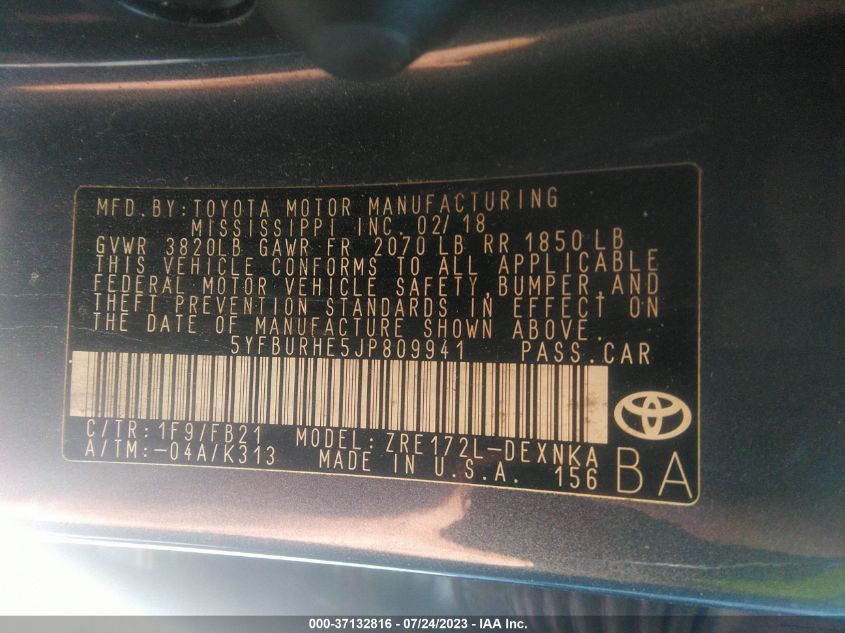 MFD.BY:TOYOTA MOTOR MANUFACTURING
MISSISSIPPI INC. 02/18
GVWR 3820LB GAWR FR 2070 LB RR 1850 LB
THIS VEHICLE CONFORMS TO ALL APPLICABLE
FEDERAL MOTOR VEHICLE SAFETY, BUMPER, AND
THEFT PREVENTION STANDARDS IN EFFECT ON
THE DATE OF MANUFACTURE SHOWN ABOVE.
5YFBURHE5JP809941 PASS.CAR
C/TR:1F9/FB21 MODEL:ZRE172L-DEXNKA
A/TM:-04A/K313 MADE IN U.S.A. 156 BA
000-37132816 - 07/24/2023 - IAA Inc.